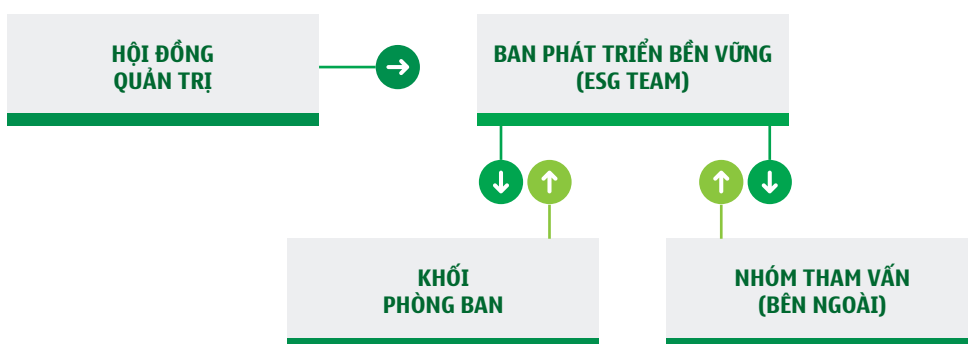 HỘI ĐỒNG
QUẢN TRỊ
BAN PHÁT TRIỂN BỀN VỮNG
(ESG TEAM)
KHỐI
PHÒNG BAN
NHÓM THAM VẤN
(BÊN NGOÀI)